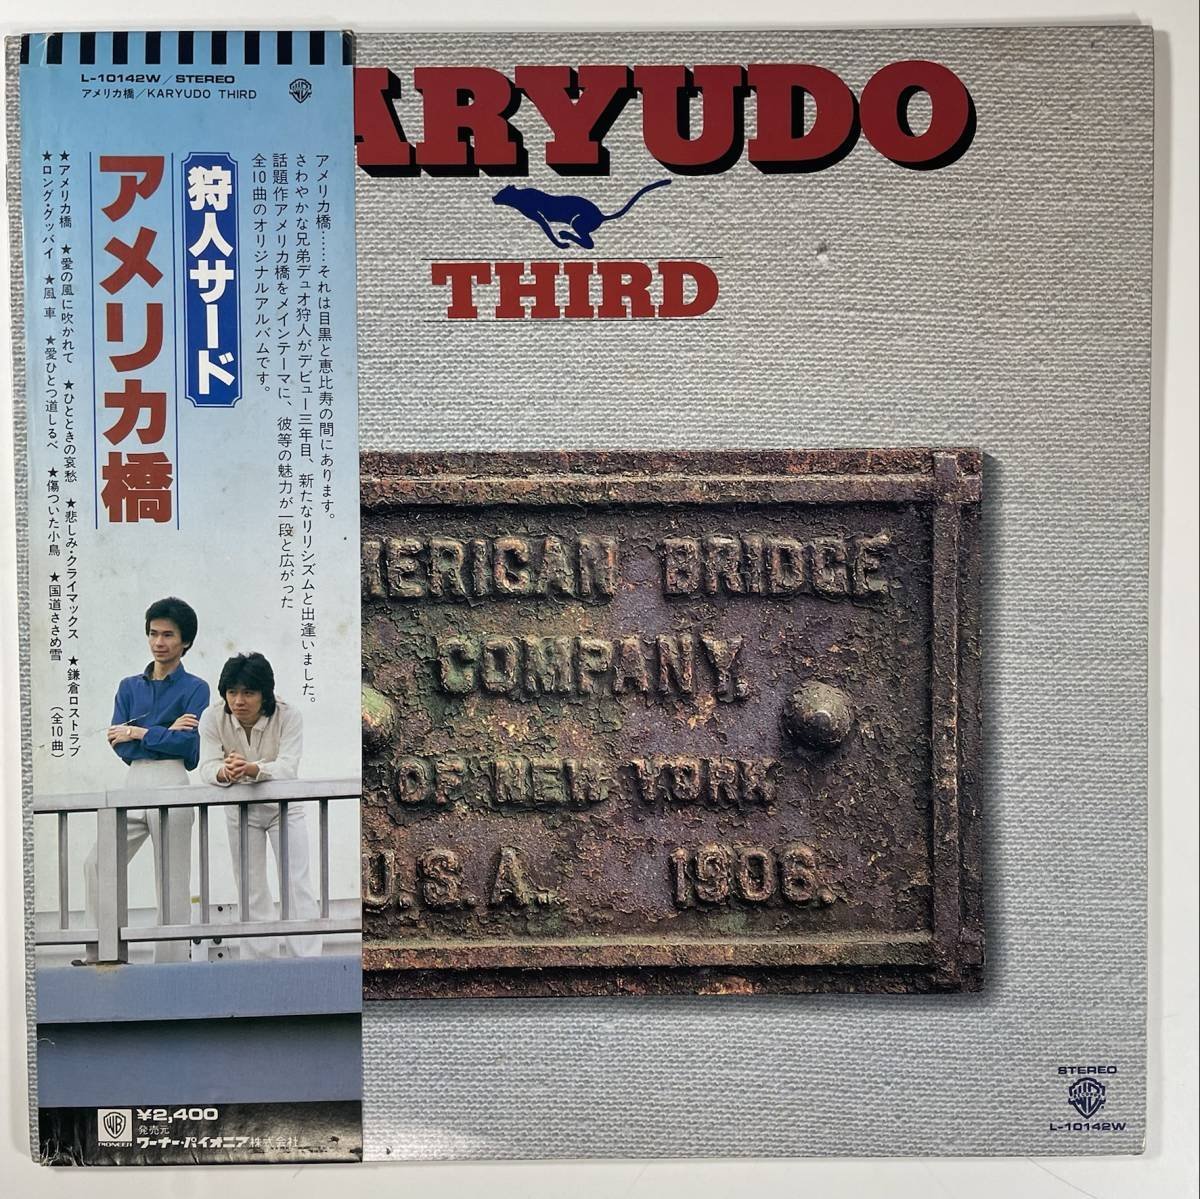 L-10142W/STEREO
アメリカ橋/KARYUDO THIRD
狩人サード
アメリカ橋
アメリカ橋……それは目黒と恵比寿の間にあります。
さわやかな兄弟デュオ狩人がデビュー三年目、新たなリリシズムと出逢いました。
話題作アメリカ橋をメインテーマに、彼等の魅力が一段と広がった
全10曲のオリジナルアルバムです。
★アメリカ橋 ★愛の風に吹かれて ★ひとときの哀愁 ★悲しみ・クライマックス ★鎌倉ロストラブ
★ロング・グッバイ ★風車 ★愛ひとつ道しるべ ★傷ついた小鳥 ★国道ささめ雪 (全10曲)
WB
PIONEER
¥2,400
発売元
ワーナー・パイオニア株式会社
ARYUDO
THIRD
MERICAN BRIDGE
COMPANY,
OF NEW YORK
U.S.A. 1906.
STEREO
L-10142W